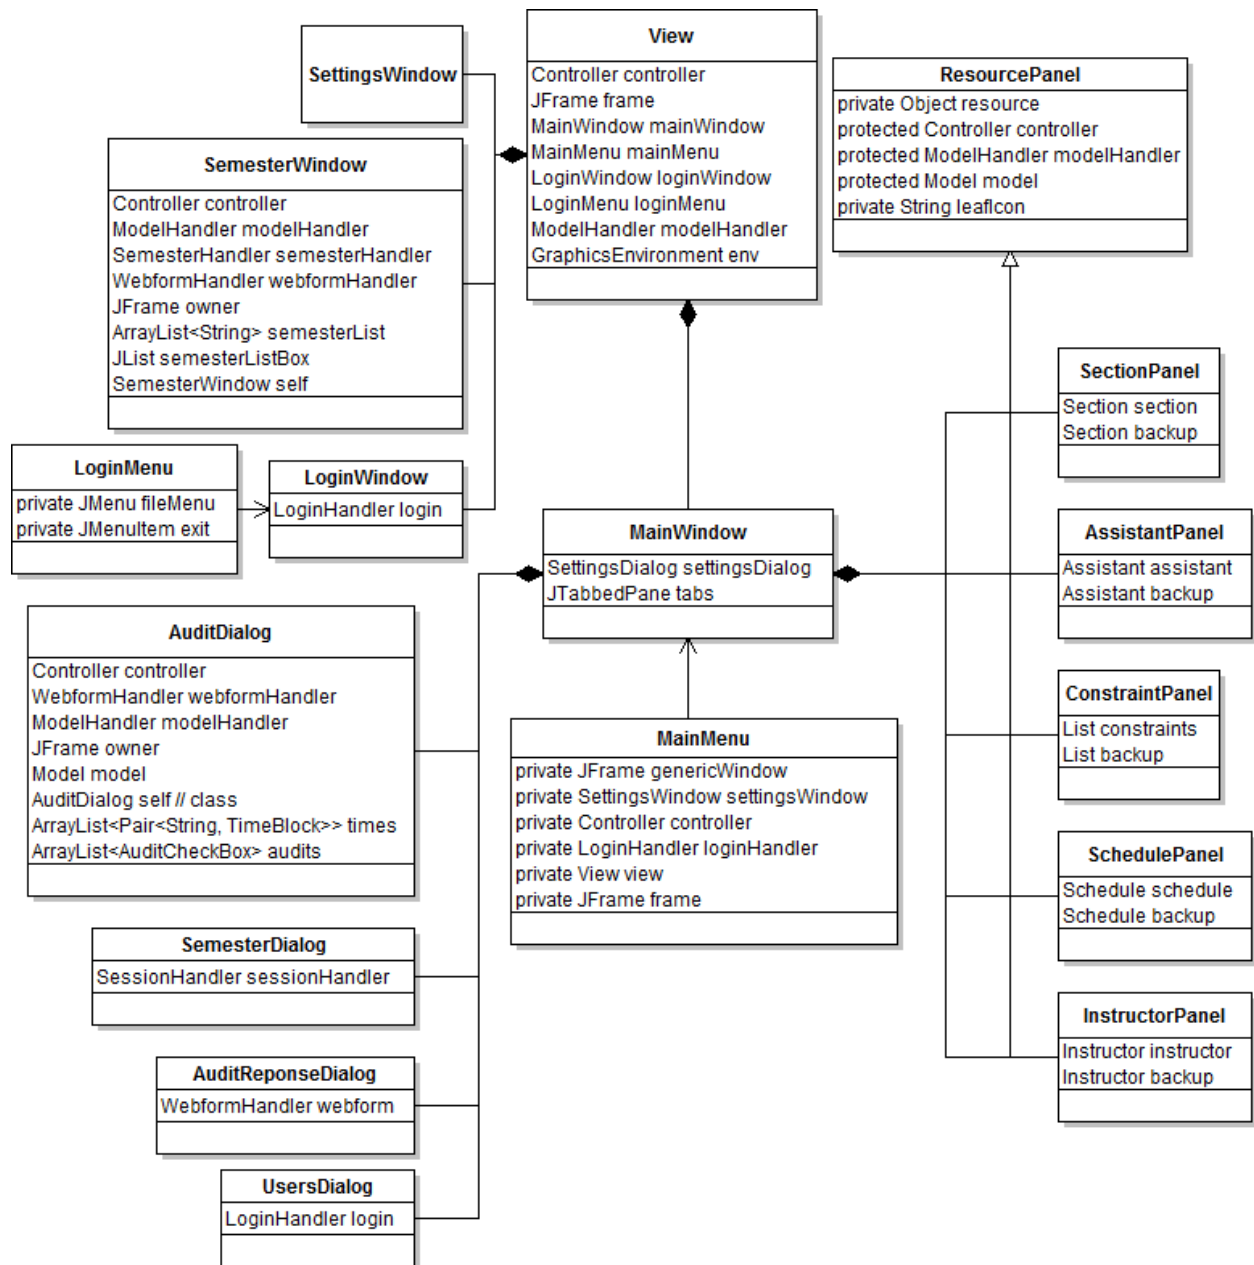 SettingsWindow
View
Controller controller
JFrame frame
MainWindow mainWindow
MainMenu mainMenu
LoginWindow loginWindow
LoginMenu loginMenu
ModelHandler modelHandler
GraphicsEnvironment env
ResourcePanel
private Object resource
protected Controller controller
protected ModelHandler modelHandler
protected Model model
private String leafIcon
SemesterWindow
Controller controller
ModelHandler modelHandler
SemesterHandler semesterHandler
WebformHandler webformHandler
JFrame owner
ArrayList<String> semesterList
JList semesterListBox
SemesterWindow self
LoginMenu
private JMenu fileMenu
private JMenuItem exit
LoginWindow
LoginHandler login
MainWindow
SettingsDialog settingsDialog
JTabbedPane tabs
SectionPanel
Section section
Section backup
AssistantPanel
Assistant assistant
Assistant backup
ConstraintPanel
List constraints
List backup
SchedulePanel
Schedule schedule
Schedule backup
InstructorPanel
Instructor instructor
Instructor backup
AuditDialog
Controller controller
WebformHandler webformHandler
ModelHandler modelHandler
JFrame owner
Model model
AuditDialog self // class
ArrayList<Pair<String, TimeBlock>> times
ArrayList<AuditCheckBox> audits
MainMenu
private JFrame genericWindow
private SettingsWindow settingsWindow
private Controller controller
private LoginHandler loginHandler
private View view
private JFrame frame
SemesterDialog
SessionHandler sessionHandler
AuditReponseDialog
WebformHandler webform
UsersDialog
LoginHandler login